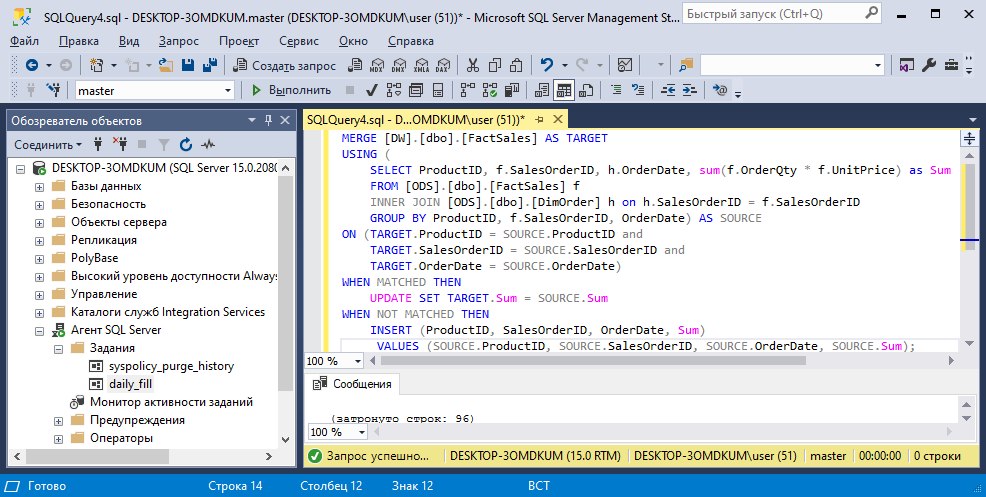 SQLQuery4.sql - DESKTOP-3OMDKUM.master (DESKTOP-3OMDKUM\user (51))* - Microsoft SQL Server Management St...
Быстрый запуск (Ctrl+Q)
Файл Правка Вид Запрос Проект Сервис Окно Справка
Создать запрос MDX DMX XMLA DAX
master Выполнить
Обозреватель объектов
Соединить
DESKTOP-3OMDKUM (SQL Server 15.0.2080
Базы данных
Безопасность
Объекты сервера
Репликация
PolyBase
Высокий уровень доступности Always
Управление
Каталоги служб Integration Services
Агент SQL Server
Задания
syspolicy_purge_history
daily_fill
Монитор активности заданий
Предупреждения
Операторы
SQLQuery4.sql - D...OMDKUM\user (51))*
MERGE [DW].[dbo].[FactSales] AS TARGET
USING (
SELECT ProductID, f.SalesOrderID, h.OrderDate, sum(f.OrderQty * f.UnitPrice) as Sum
FROM [ODS].[dbo].[FactSales] f
INNER JOIN [ODS].[dbo].[DimOrder] h on h.SalesOrderID = f.SalesOrderID
GROUP BY ProductID, f.SalesOrderID, OrderDate) AS SOURCE
ON (TARGET.ProductID = SOURCE.ProductID and
TARGET.SalesOrderID = SOURCE.SalesOrderID and
TARGET.OrderDate = SOURCE.OrderDate)
WHEN MATCHED THEN
UPDATE SET TARGET.Sum = SOURCE.Sum
WHEN NOT MATCHED THEN
INSERT (ProductID, SalesOrderID, OrderDate, Sum)
VALUES (SOURCE.ProductID, SOURCE.SalesOrderID, SOURCE.OrderDate, SOURCE.Sum);
100 %
Сообщения
(затронуто строк: 96)
100 %
Запрос успешно... DESKTOP-3OMDKUM (15.0 RTM) DESKTOP-3OMDKUM\user (51) master 00:00:00 0 строки
Готово Строка 14 Столбец 12 Знак 12 ВСТ